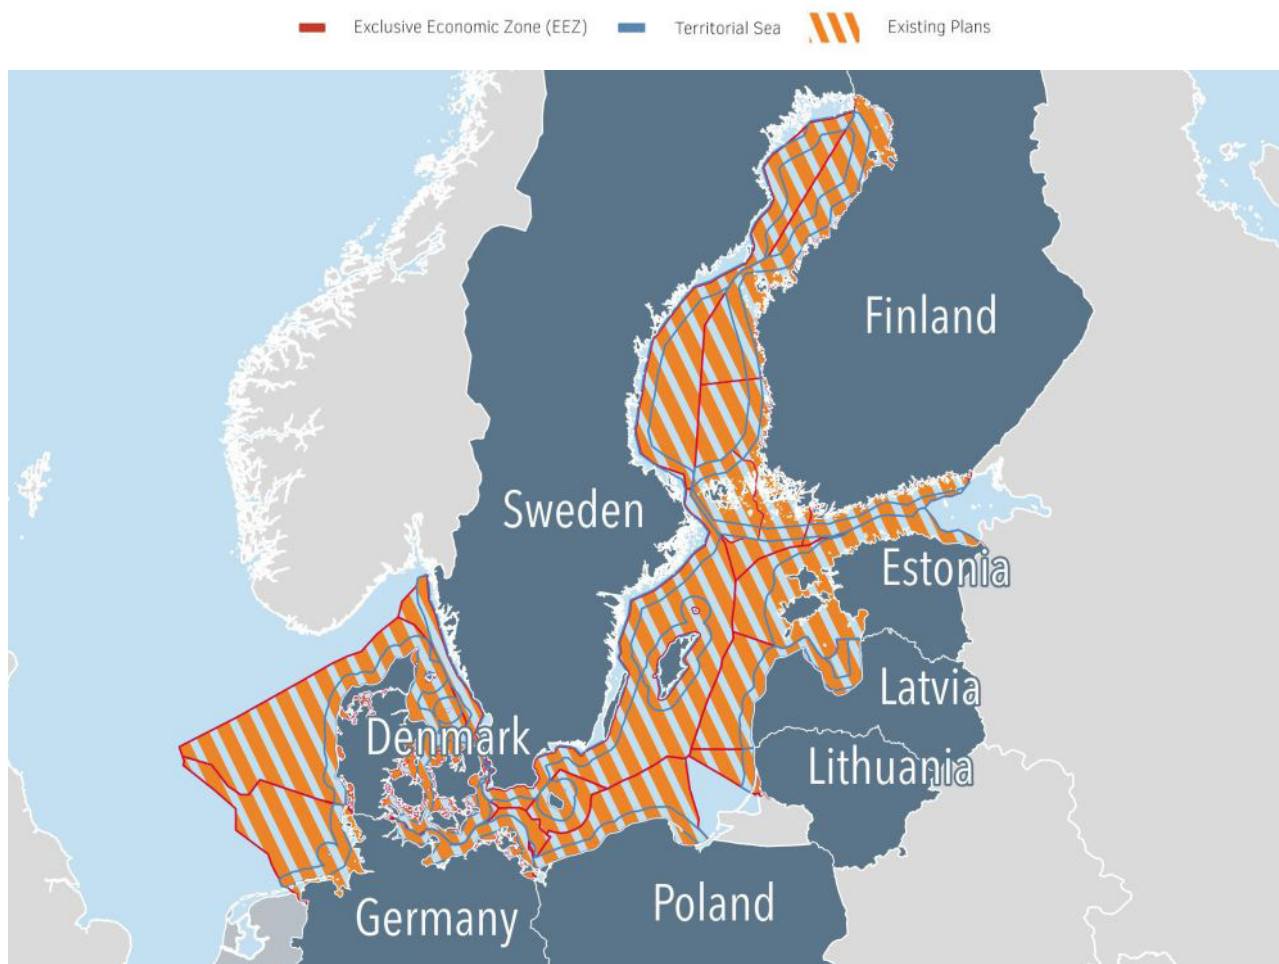 Exclusive Economic Zone (EEZ) Territorial Sea Existing Plans
Finland
Sweden
Estonia
Latvia
Denmark
Lithuania
Poland
Germany